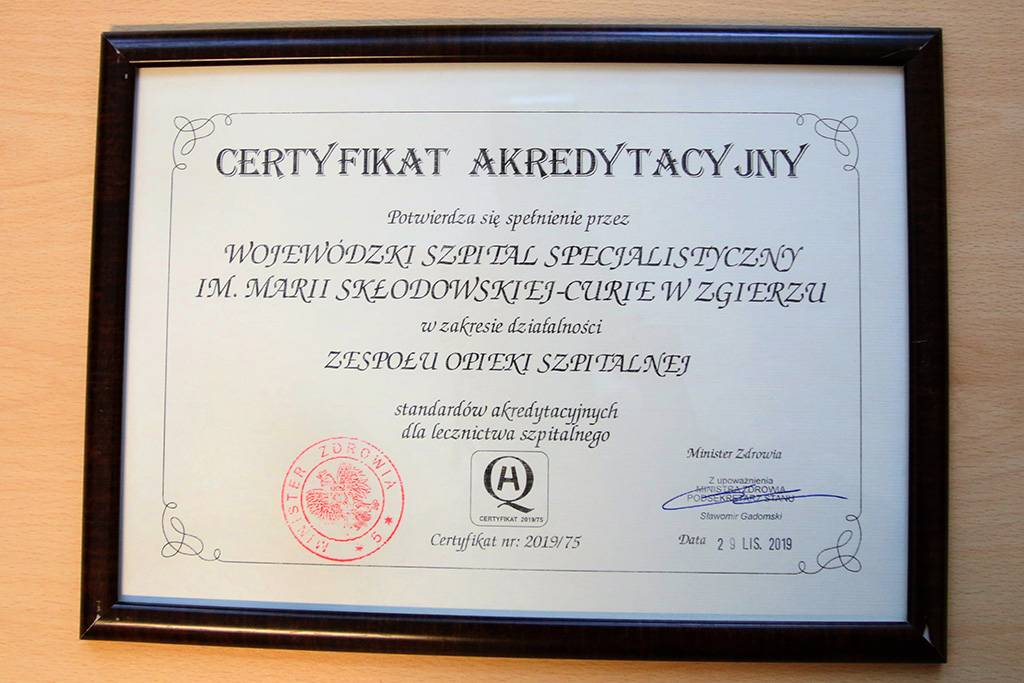 CERTYFIKAT AKREDYTACYJNY
Potwierdza się spełnienie przez
WOJEWÓDZKI SZPITAL SPECJALISTYCZNY
IM. MARII SKŁODOWSKIEJ-CURIE W ZGIERZU
w zakresie działalności
ZESPOŁU OPIEKI SZPITALNEJ
standardów akredytacyjnych
dla lecznictwa szpitalnego
MINISTER ZDROWIA
* 5 *
HQ
CERTYFIKAT 2019/75
Certyfikat nr: 2019/75
Minister Zdrowia
Z upoważnienia
MINISTRA ZDROWIA
PODSEKRETARZ STANU
Sławomir Gadomski
Data 29 LIS. 2019